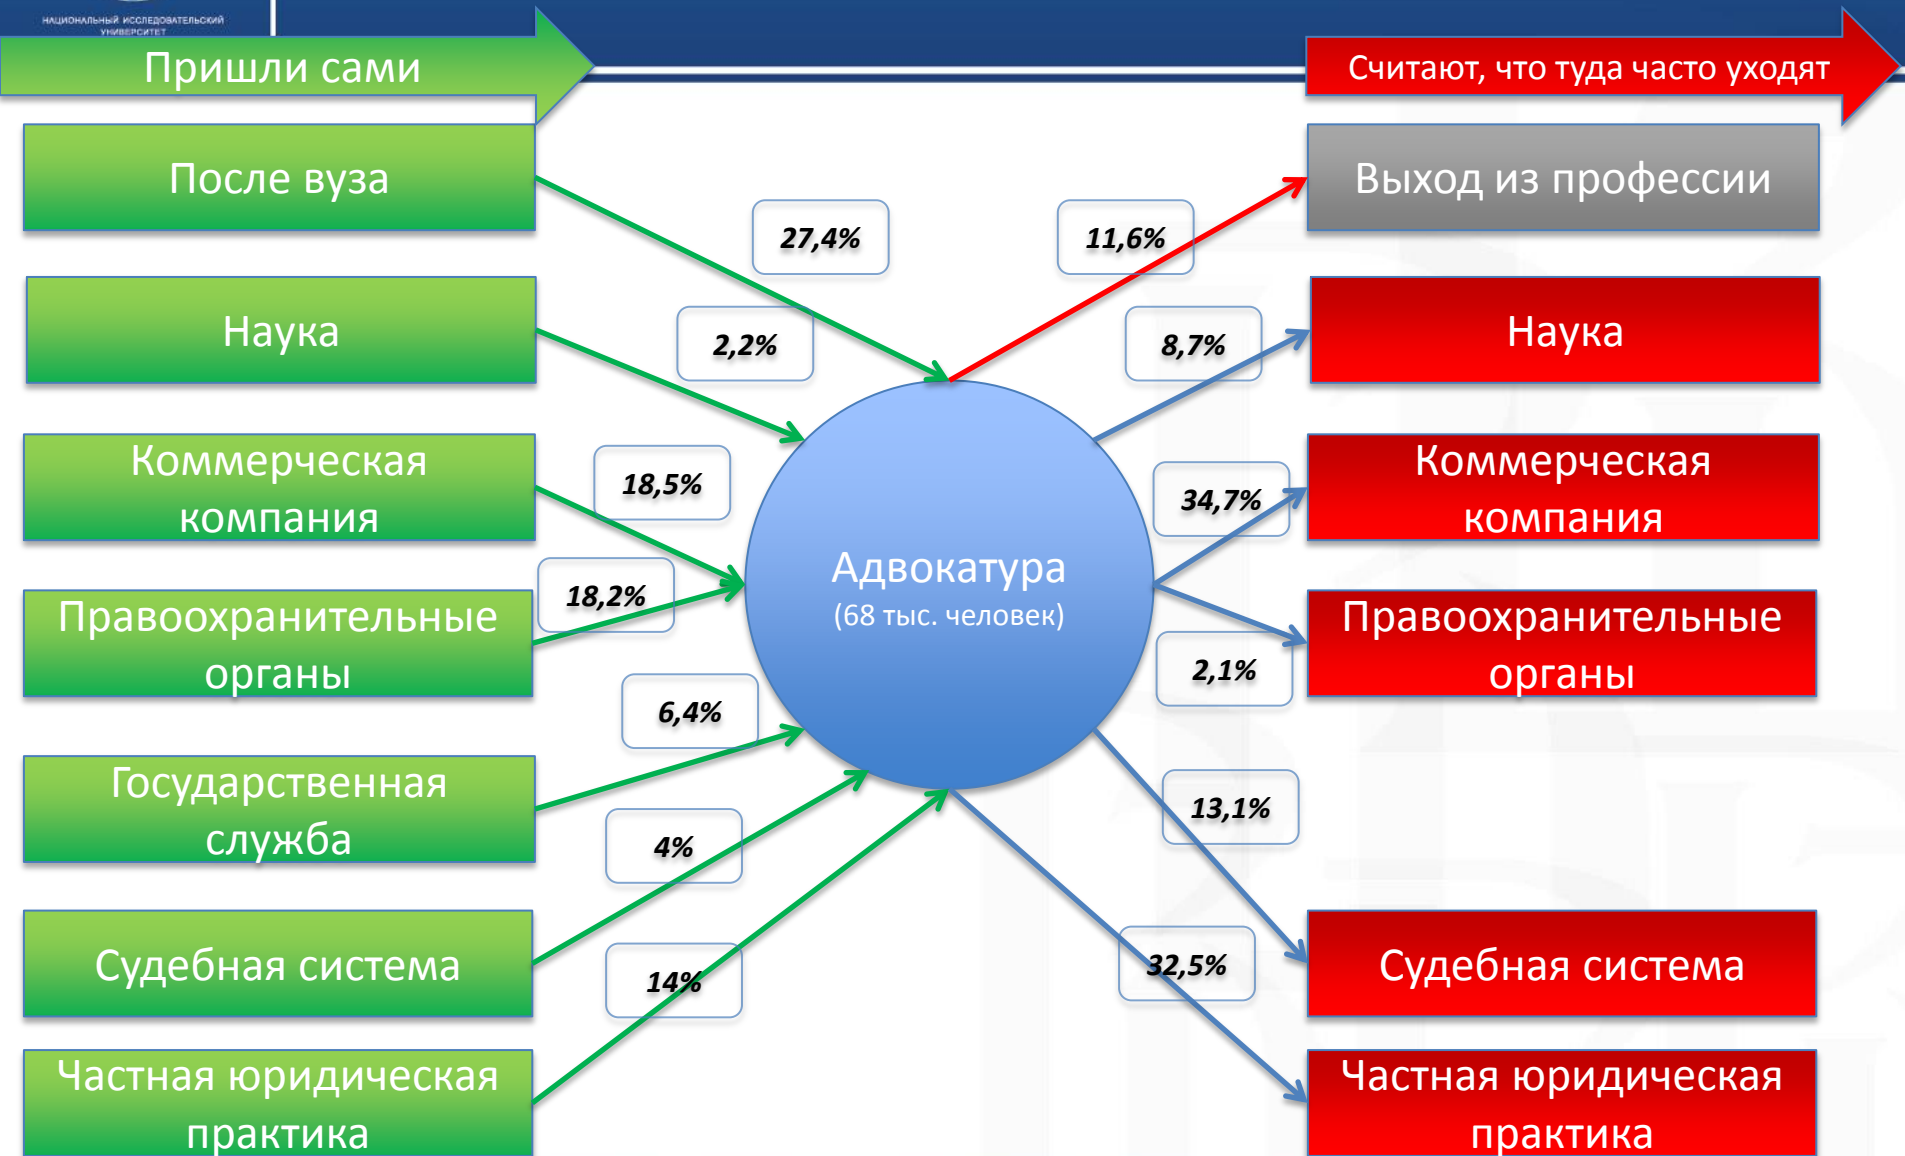 НАЦИОНАЛЬНЫЙ ИССЛЕДОВАТЕЛЬСКИЙ
УНИВЕРСИТЕТ
Пришли сами
Считают, что туда часто уходят
После вуза
27,4%
11,6%
Выход из профессии
Наука
2,2%
8,7%
Наука
Коммерческая
компания
18,5%
34,7%
Коммерческая
компания
Адвокатура
(68 тыс. человек)
Правоохранительные
органы
18,2%
2,1%
Правоохранительные
органы
6,4%
Государственная
служба
4%
13,1%
Судебная система
14%
32,5%
Судебная система
Частная юридическая
практика
Частная юридическая
практика